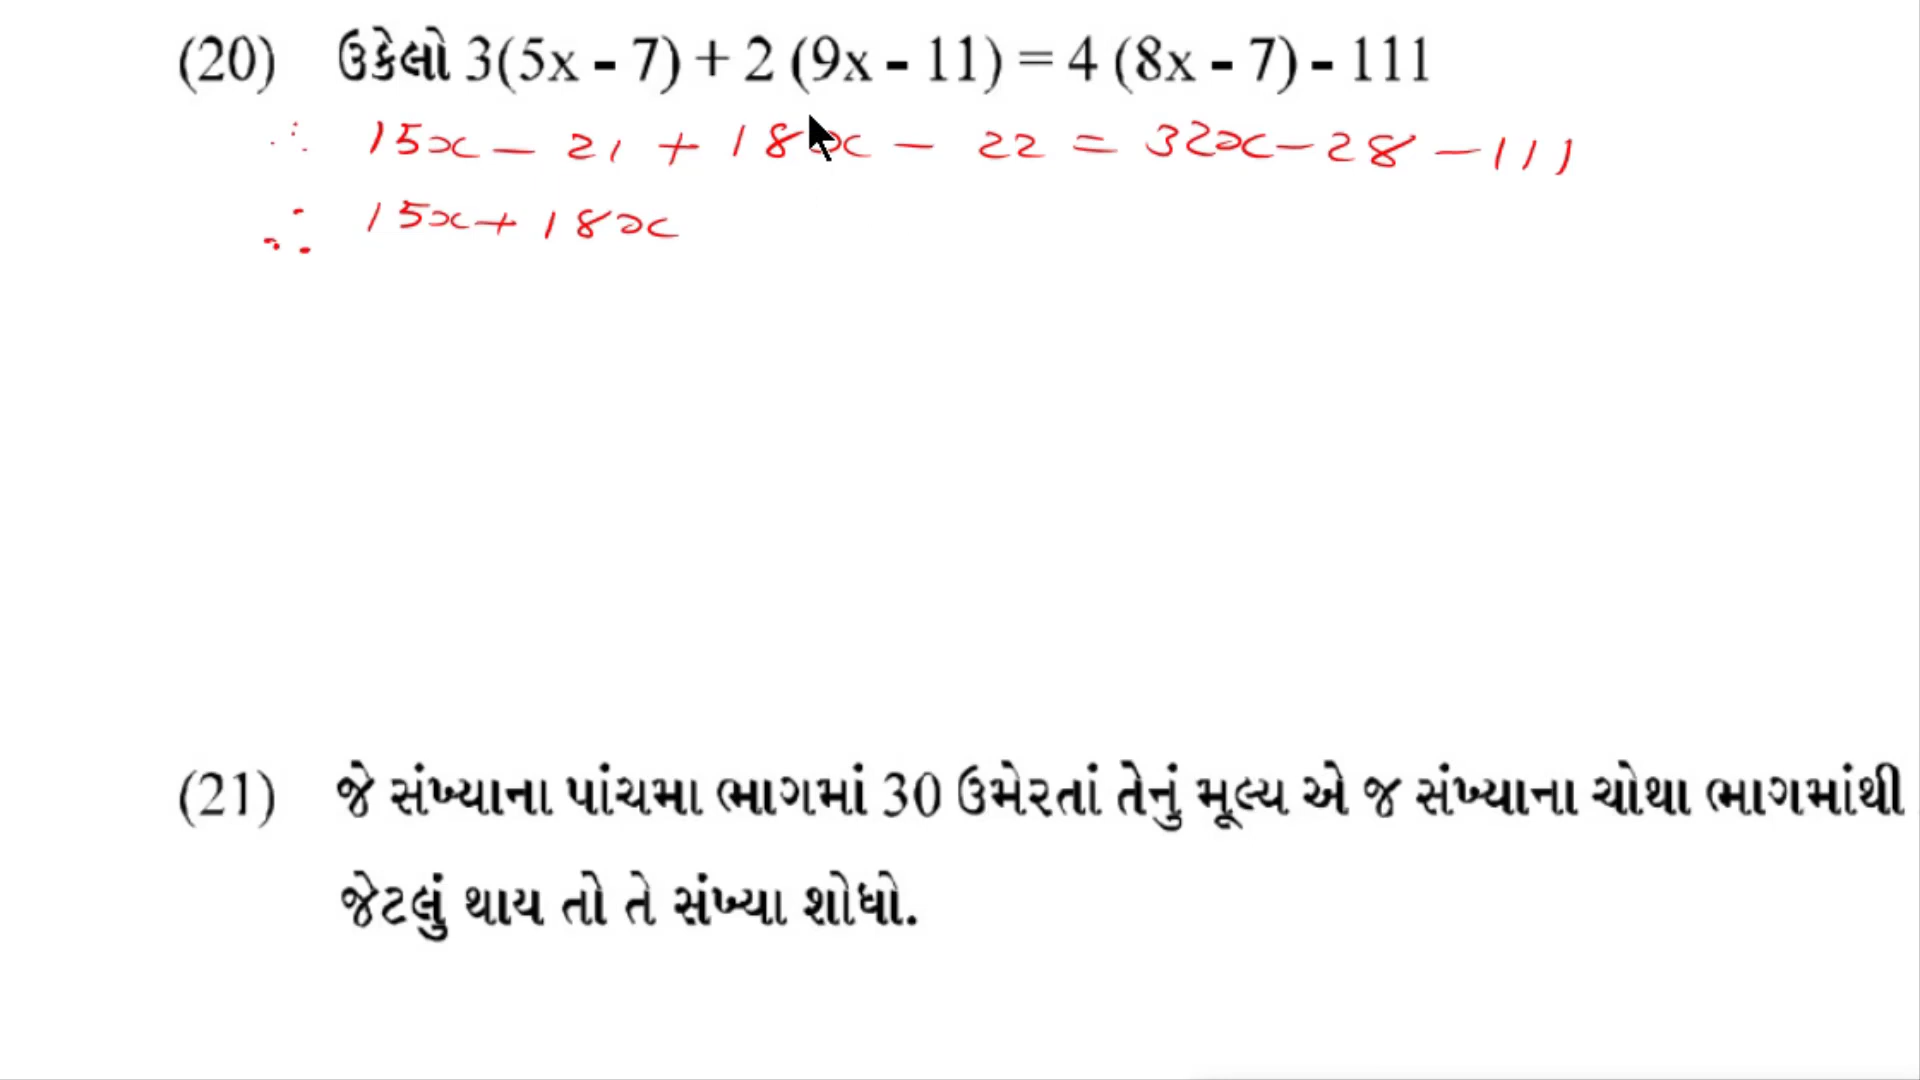 (20) ઉકેલો 3(5x - 7) + 2 (9x - 11) = 4 (8x - 7) - 111
∴ 15x - 21 + 18x - 22 = 32x - 28 - 111
∴ 15x + 18x
(21) જે સંખ્યાના પાંચમા ભાગમાં 30 ઉમેરતાં તેનું મૂલ્ય એ જ સંખ્યાના ચોથા ભાગમાંથી
જેટલું થાય તો તે સંખ્યા શોધો.